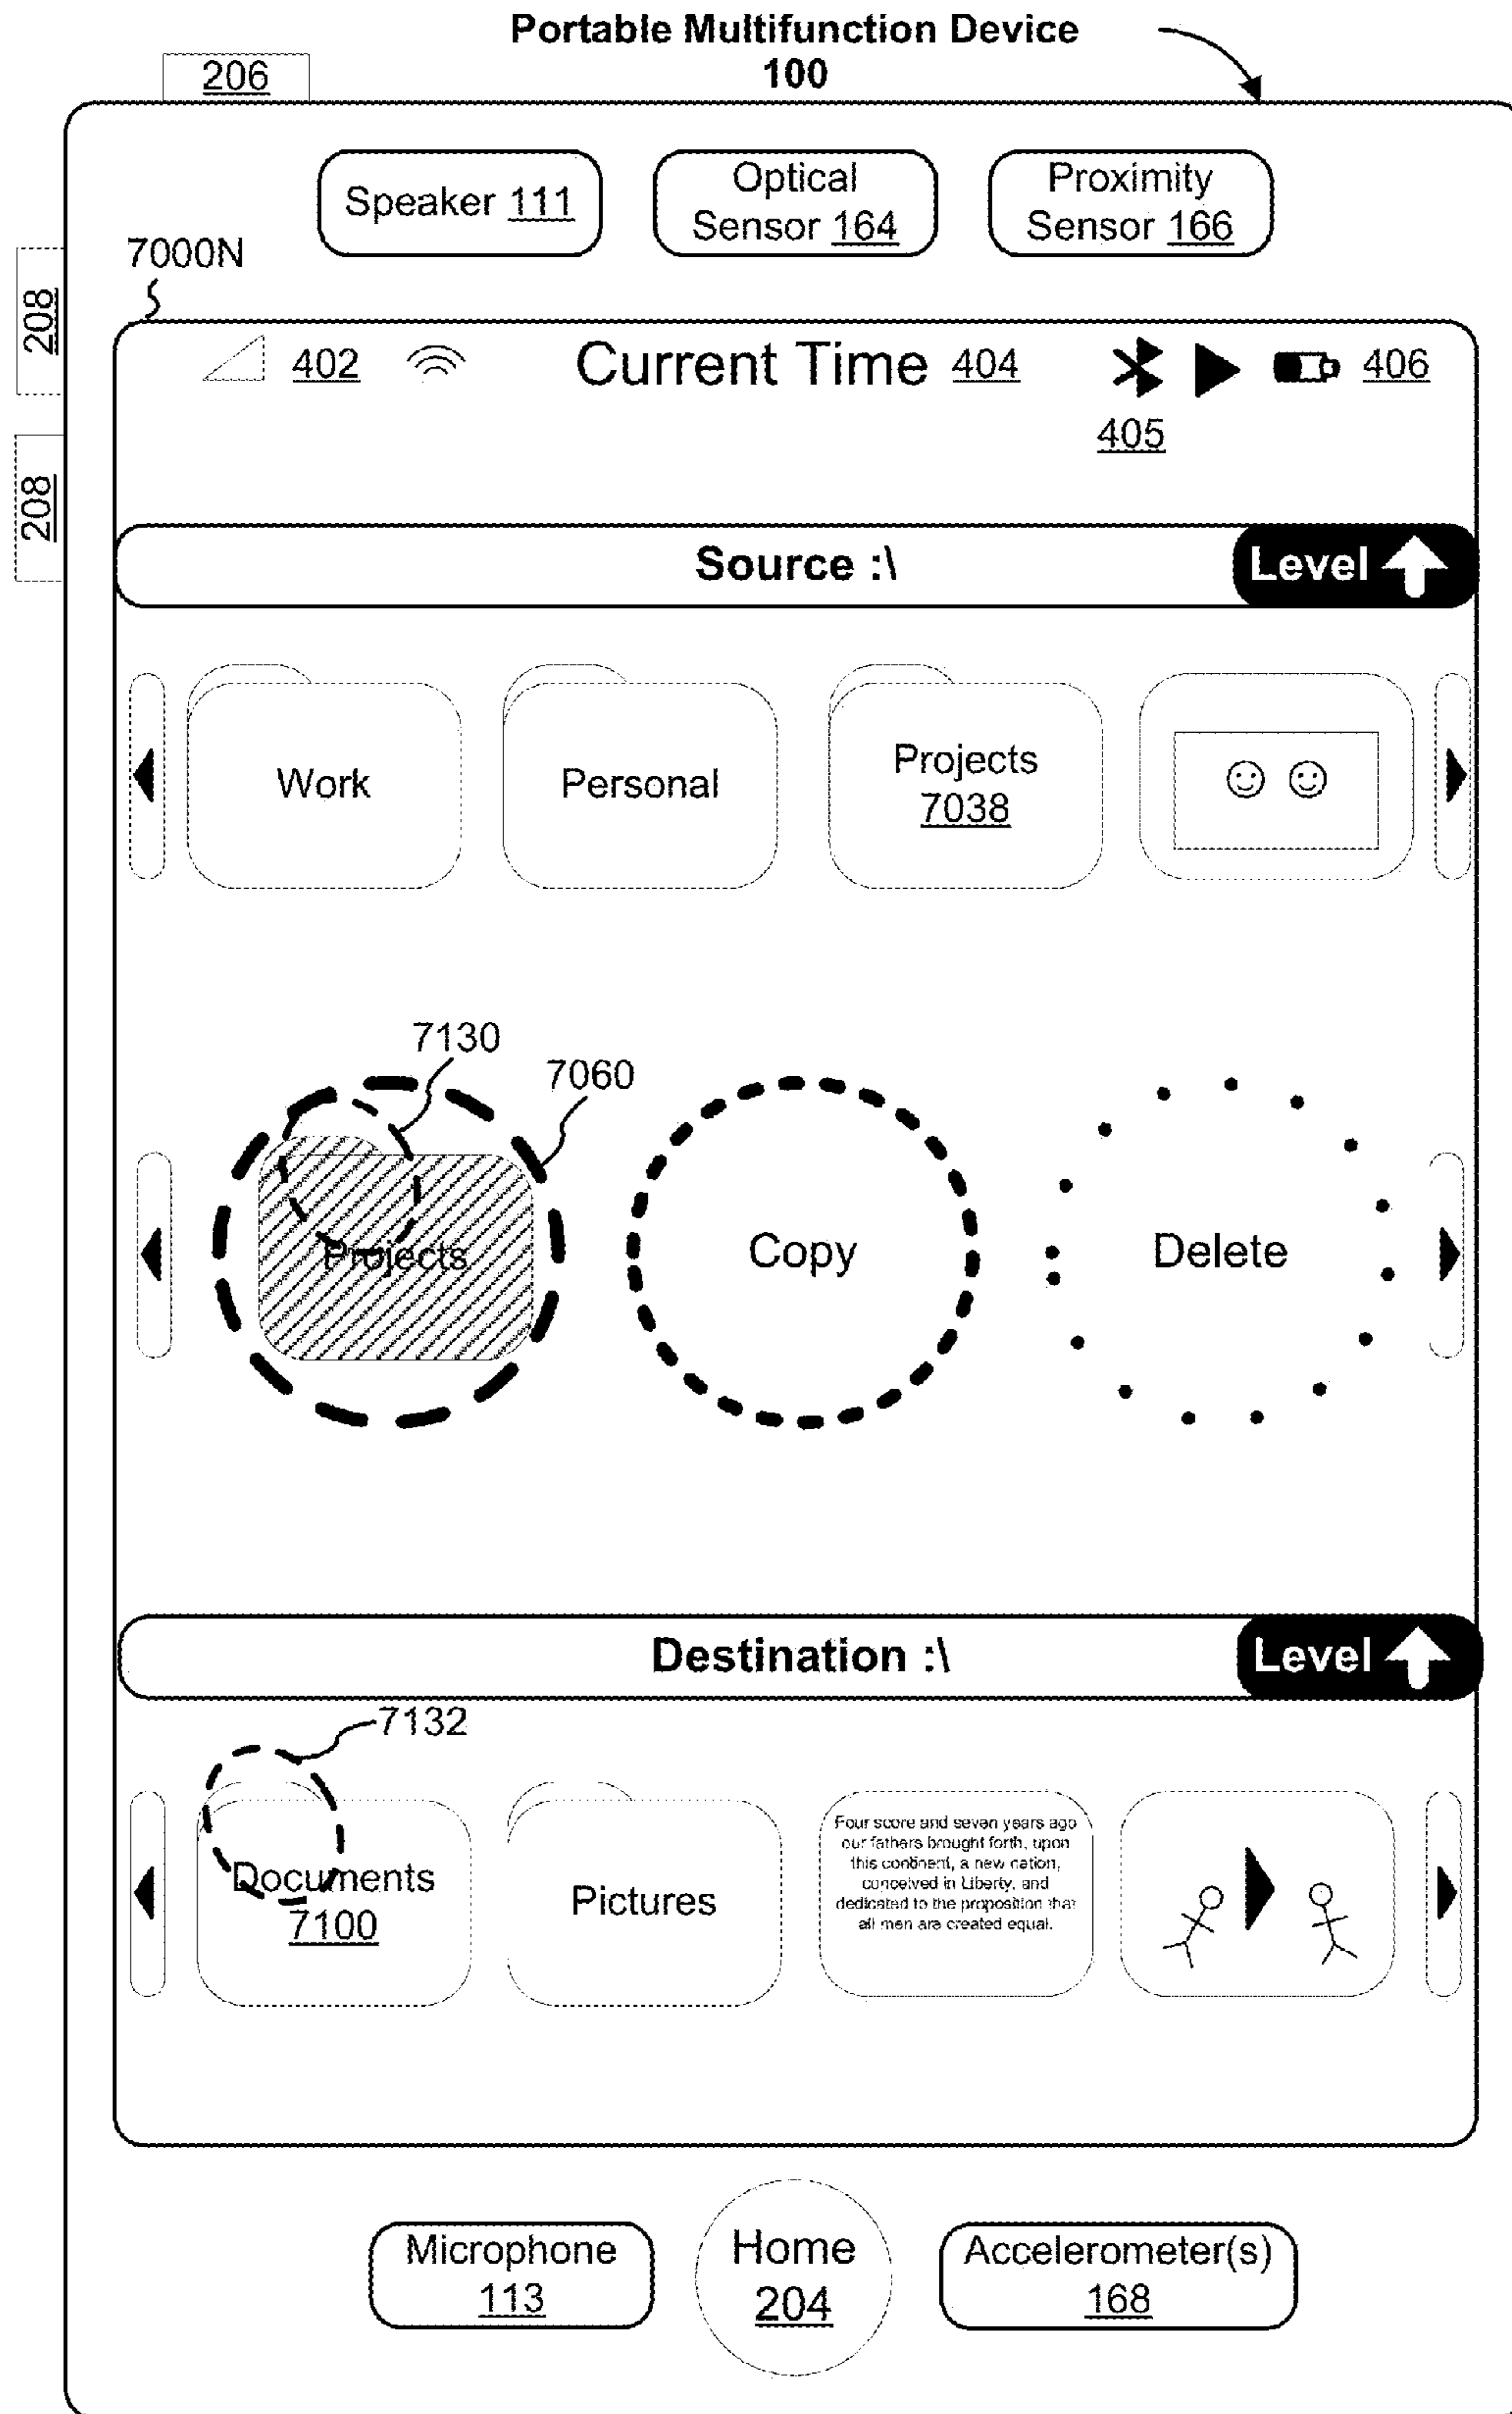 Portable Multifunction Device
100
206
Speaker 111
Optical
Sensor 164
Proximity
Sensor 166
7000N
208
208
402
Current Time 404
406
405
Source :\
Level
Work
Personal
Projects
7038
7130
7060
Projects
Copy
Delete
Destination :\
Level
7132
Documents
7100
Pictures
Four score and seven years ago
our fathers brought forth, upon
this continent, a new nation,
conceived in Liberty, and
dedicated to the proposition that
all men are created equal.
Microphone
113
Home
204
Accelerometer(s)
168